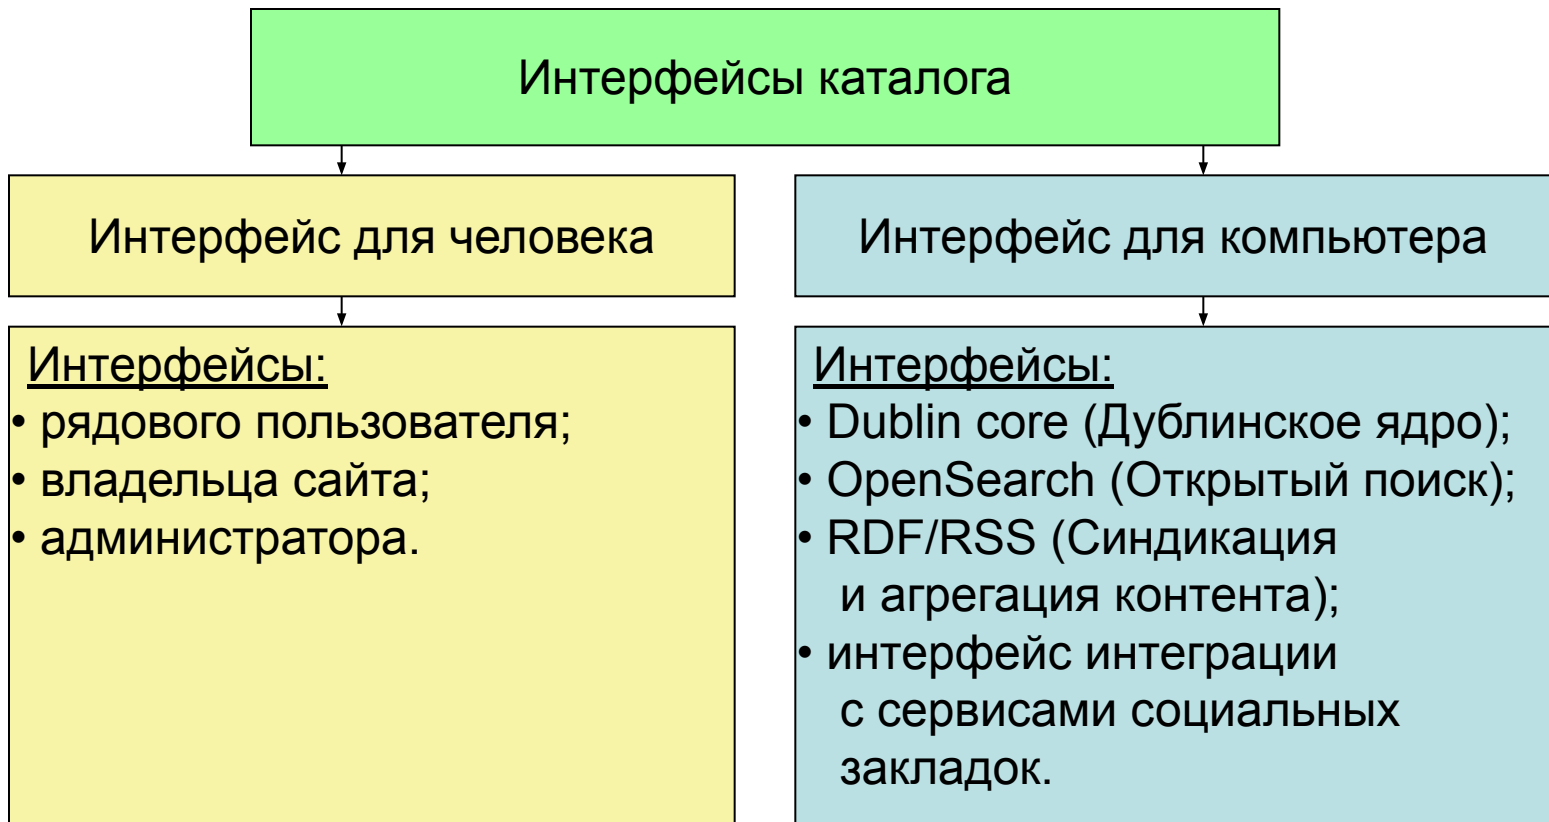 Интерфейсы каталога
Интерфейс для человека
Интерфейс для компьютера
Интерфейсы:
• рядового пользователя;
• владельца сайта;
• администратора.
Интерфейсы:
• Dublin core (Дублинское ядро);
• OpenSearch (Открытый поиск);
• RDF/RSS (Синдикация
и агрегация контента);
• интерфейс интеграции
с сервисами социальных
закладок.